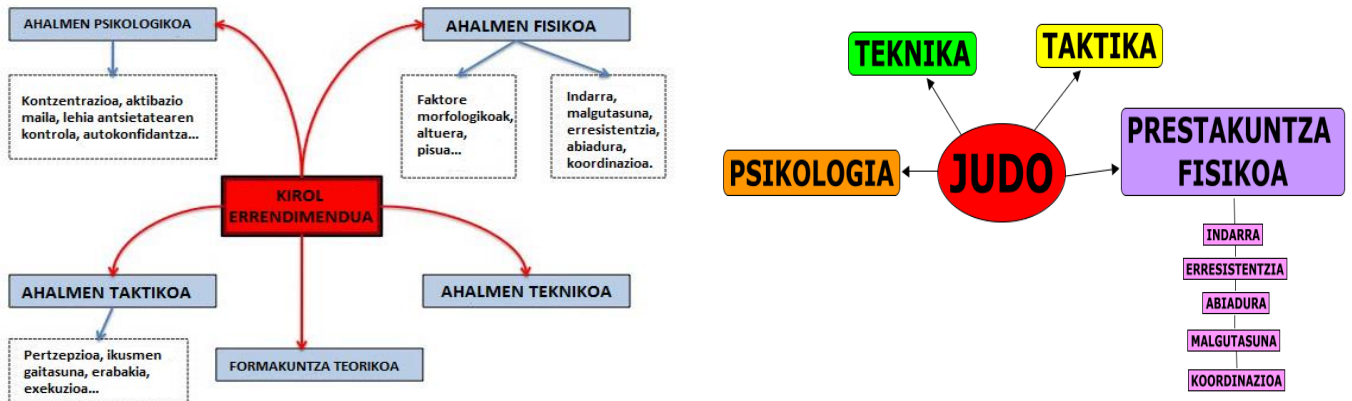 AHALMEN PSIKOLOGIKOA
Kontzentrazioa, aktibazio
maila, lehia antsietatearen
kontrola, autokonfidantza...
AHALMEN FISIKOA
Faktore
morfologikoak,
altuera,
pisua...
Indarra,
malgutasuna,
erresistentzia,
abiadura,
koordinazioa.
KIROL
ERRENDIMENDUA
AHALMEN TAKTIKOA
Pertzepzioa, ikusmen
gaitasuna, erabakia,
exekuzioa...
FORMAKUNTZA TEORIKOA
AHALMEN TEKNIKOA
TEKNIKA
TAKTIKA
PSIKOLOGIA
JUDO
PRESTAKUNTZA
FISIKOA
INDARRA
ERRESISTENTZIA
ABIADURA
MALGUTASUNA
KOORDINAZIOA